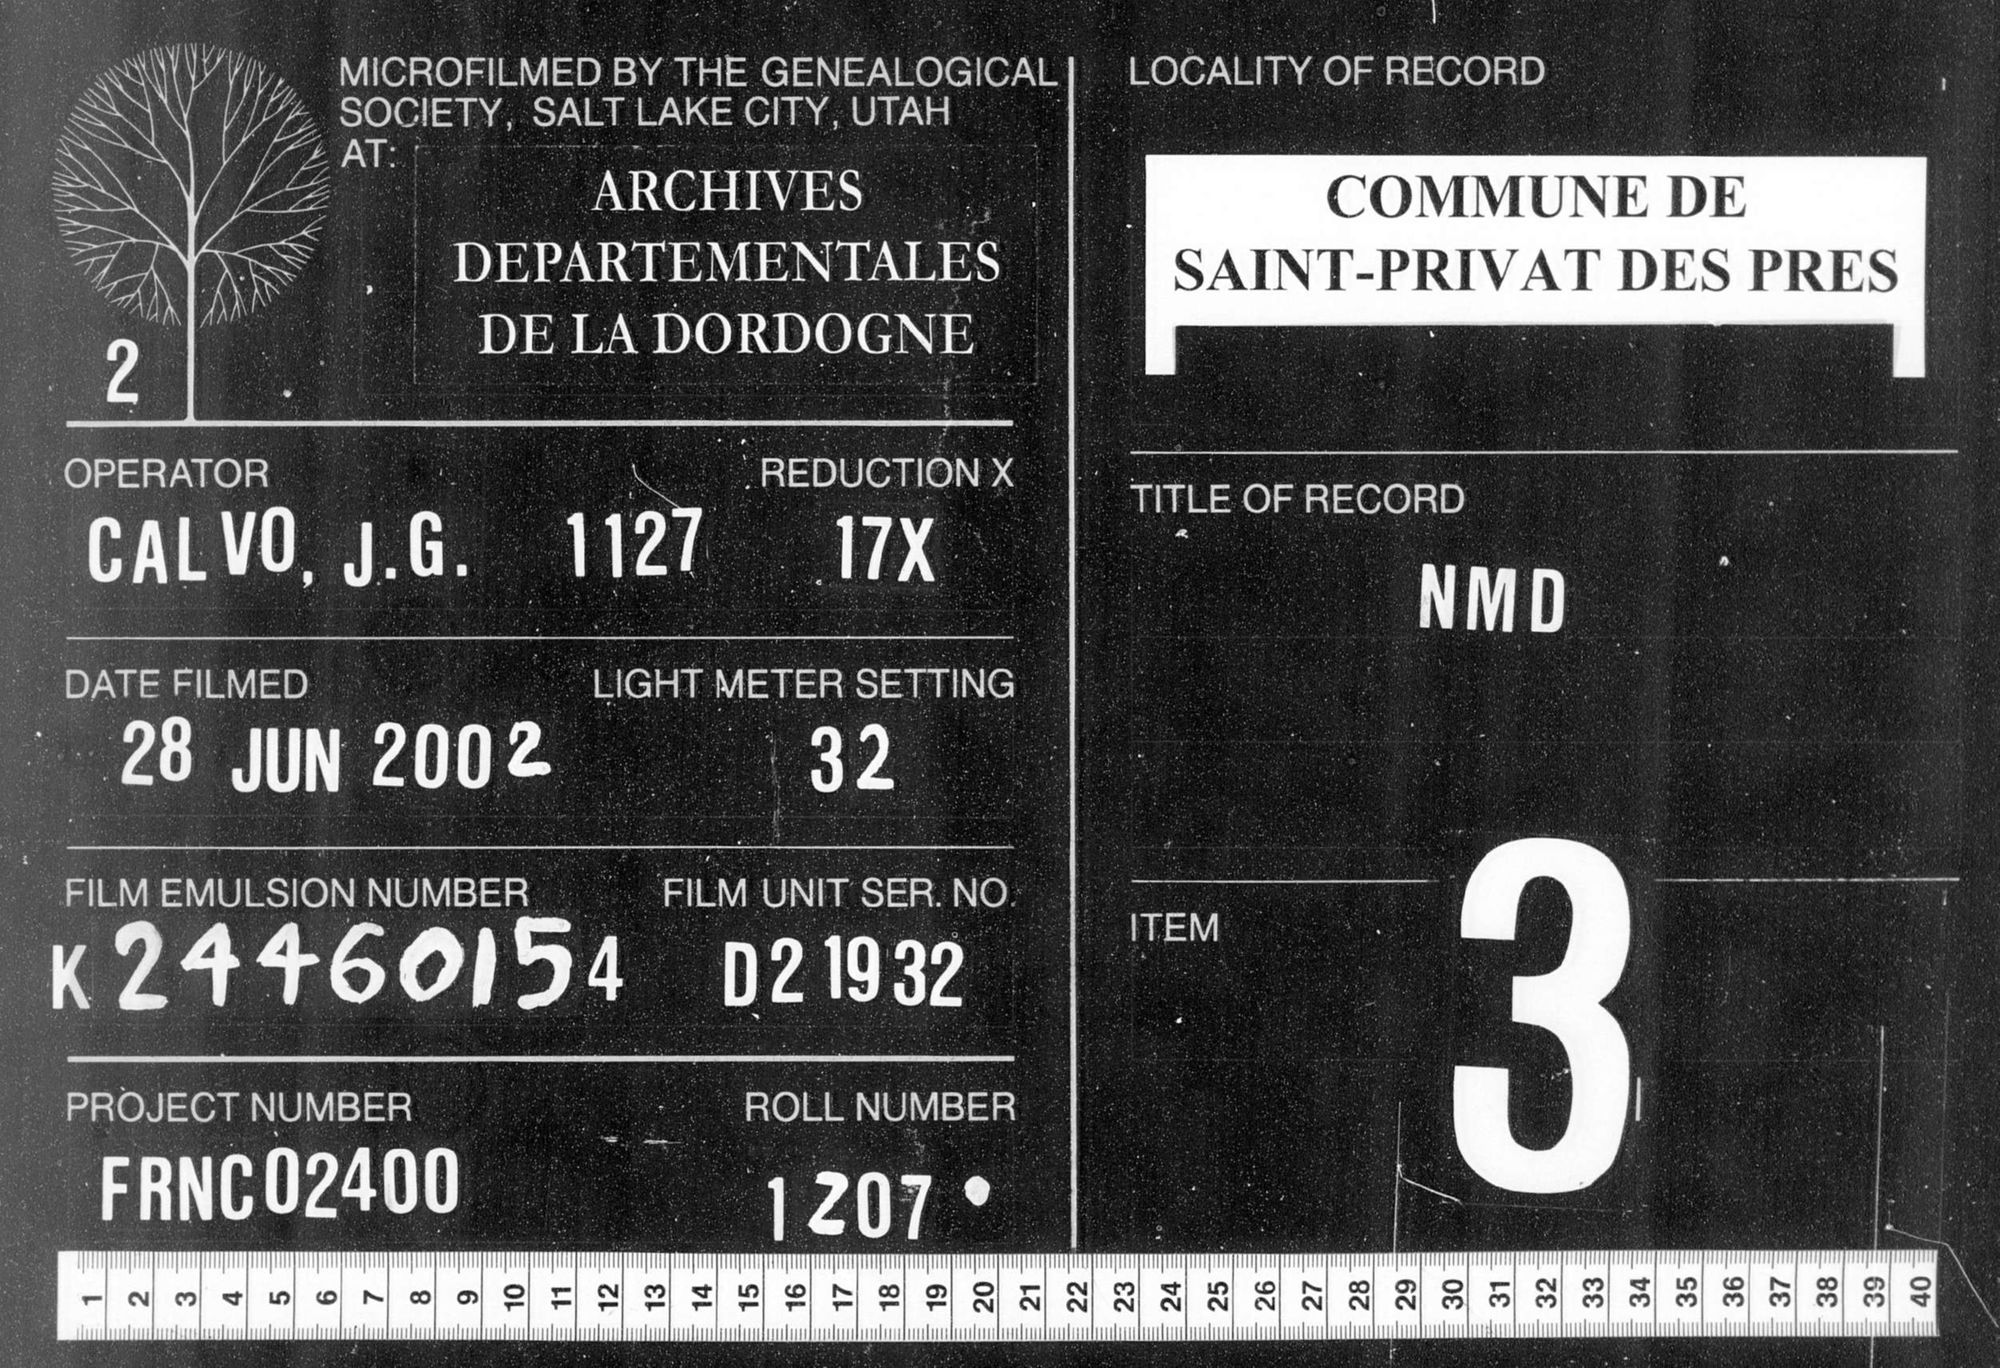 MICROFILMED BY THE GENEALOGICAL
SOCIETY, SALT LAKE CITY, UTAH
AT:
ARCHIVES
DEPARTEMENTALES
DE LA DORDOGNE
2
OPERATOR REDUCTION X
CALVO, J.G. 1127 17X
DATE FILMED LIGHT METER SETTING
28 JUN 2002 32
FILM EMULSION NUMBER FILM UNIT SER. NO.
K 24460154 D21932
PROJECT NUMBER ROLL NUMBER
FRNC02400 1207
LOCALITY OF RECORD
COMMUNE DE
SAINT-PRIVAT DES PRES
TITLE OF RECORD
NMD
ITEM
3
1 2 3 4 5 6 7 8 9 10 11 12 13 14 15 16 17 18 19 20 21 22 23 24 25 26 27 28 29 30 31 32 33 34 35 36 37 38 39 40